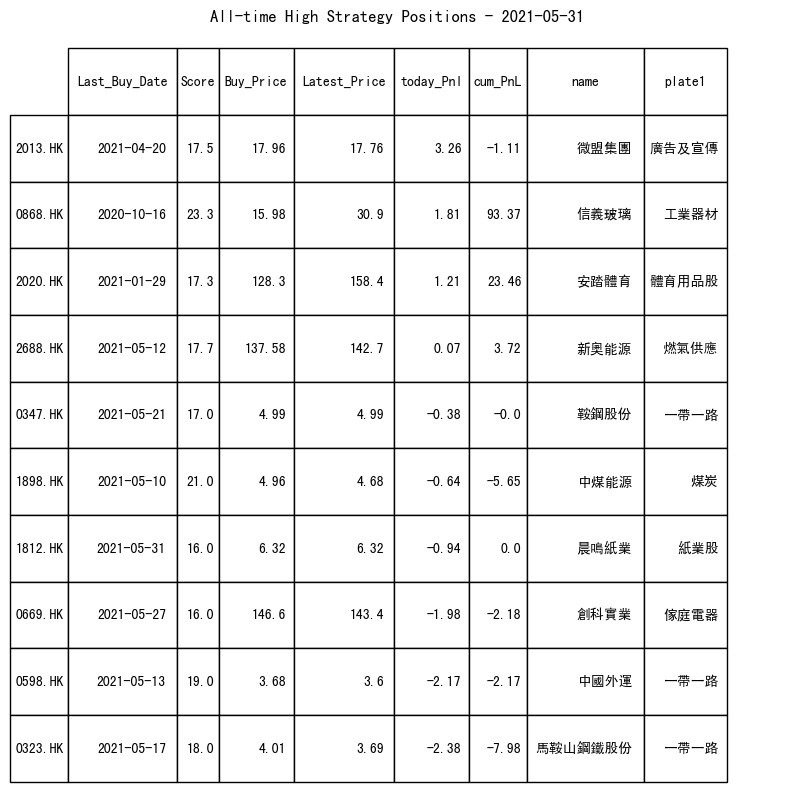 All-time High Strategy Positions - 2021-05-31
Last_Buy_Date Score Buy_Price Latest_Price today_Pnl cum_PnL name plate1
2013.HK 2021-04-20 17.5 17.96 17.76 3.26 -1.11 微盟集團 廣告及宣傳
0868.HK 2020-10-16 23.3 15.98 30.9 1.81 93.37 信義玻璃 工業器材
2020.HK 2021-01-29 17.3 128.3 158.4 1.21 23.46 安踏體育 體育用品股
2688.HK 2021-05-12 17.7 137.58 142.7 0.07 3.72 新奧能源 燃氣供應
0347.HK 2021-05-21 17.0 4.99 4.99 -0.38 -0.0 鞍鋼股份 一帶一路
1898.HK 2021-05-10 21.0 4.96 4.68 -0.64 -5.65 中煤能源 煤炭
1812.HK 2021-05-31 16.0 6.32 6.32 -0.94 0.0 晨鳴紙業 紙業股
0669.HK 2021-05-27 16.0 146.6 143.4 -1.98 -2.18 創科實業 傢庭電器
0598.HK 2021-05-13 19.0 3.68 3.6 -2.17 -2.17 中國外運 一帶一路
0323.HK 2021-05-17 18.0 4.01 3.69 -2.38 -7.98 馬鞍山鋼鐵股份 一帶一路